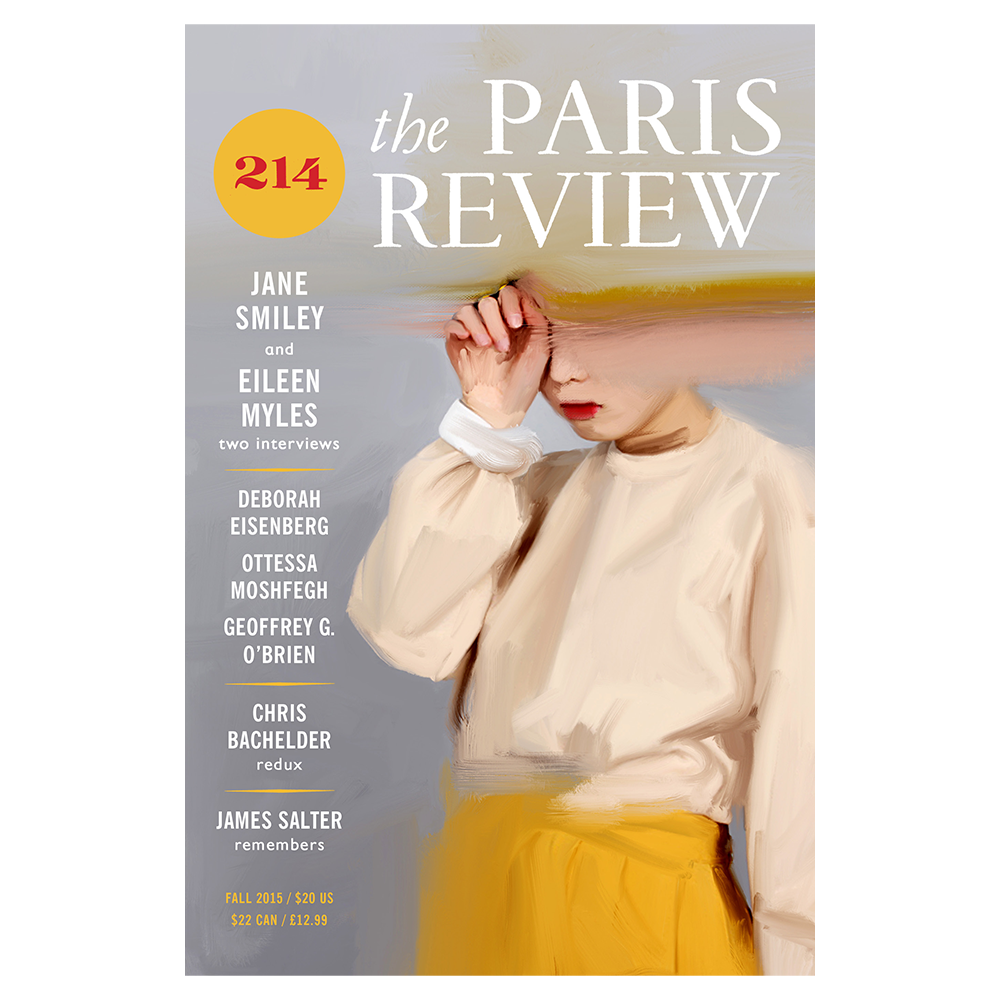 the PARIS
REVIEW
214
JANE
SMILEY
and
EILEEN
MYLES
two interviews
DEBORAH
EISENBERG
OTTESSA
MOSHFEGH
GEOFFREY G.
O'BRIEN
CHRIS
BACHELDER
redux
JAMES SALTER
remembers
FALL 2015 / $20 US
$22 CAN / £12.99